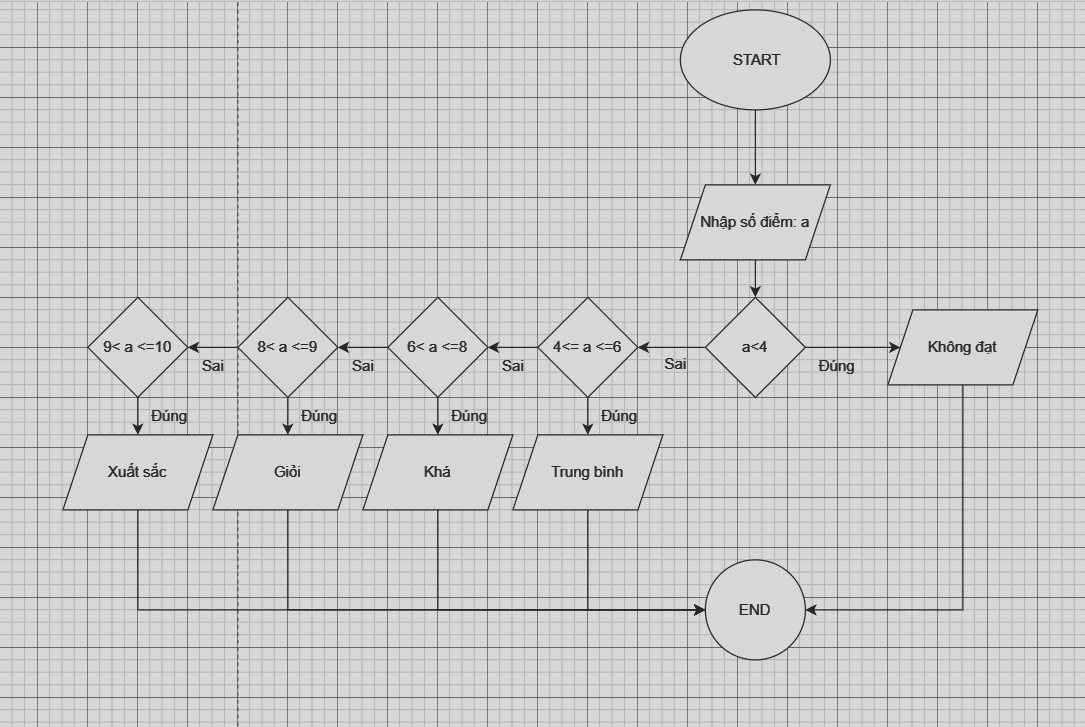 START
Nhập số điểm: a
9< a <=10
8< a <=9
6< a <=8
4<= a <=6
a<4
Không đạt
Sai
Sai
Sai
Sai
Đúng
Đúng
Đúng
Đúng
Đúng
Xuất sắc
Giỏi
Khá
Trung bình
END